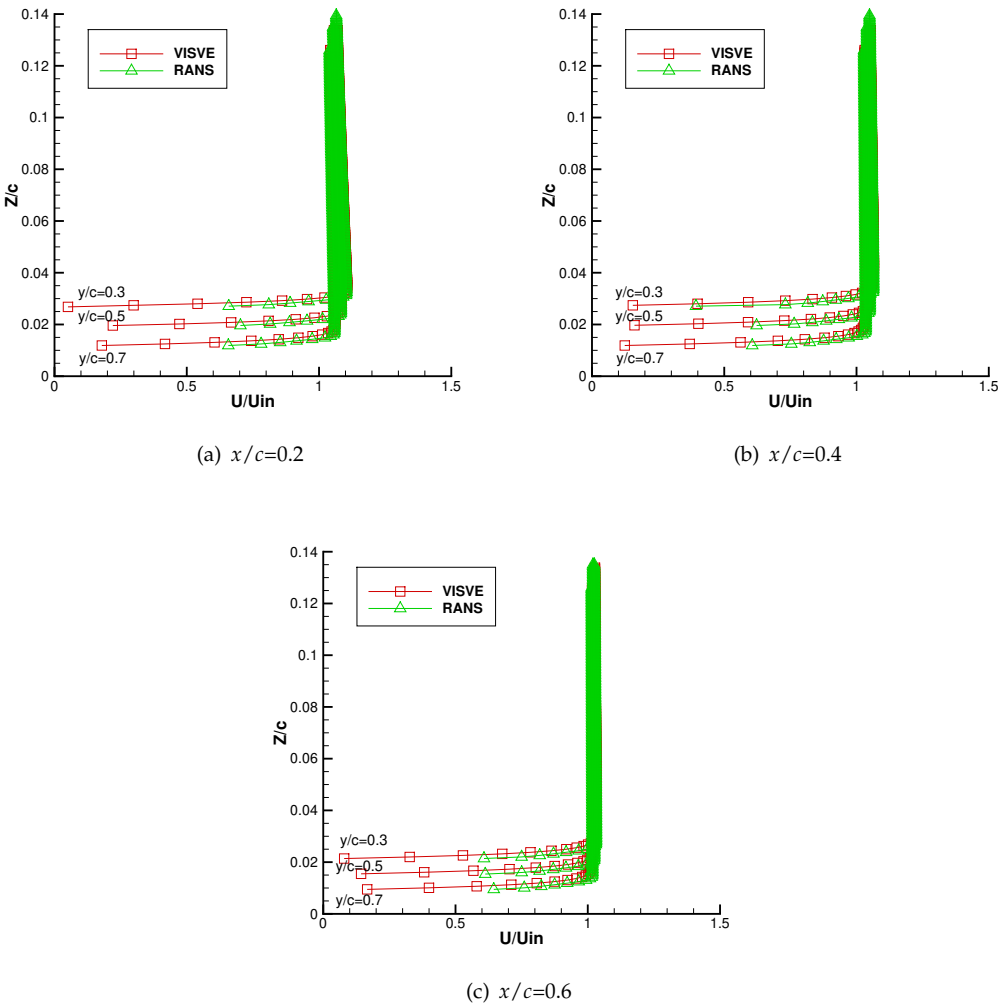 0.14
0.12
0.1
0.08
0.06
0.04
0.02
0
Z/c
VISVE
RANS
y/c=0.3
y/c=0.5
y/c=0.7
0 0.5 1 1.5
U/Uin
(a) x/c=0.2
0.14
0.12
0.1
0.08
0.06
0.04
0.02
0
Z/c
VISVE
RANS
y/c=0.3
y/c=0.5
y/c=0.7
0 0.5 1 1.5
U/Uin
(b) x/c=0.4
0.14
0.12
0.1
0.08
0.06
0.04
0.02
0
Z/c
VISVE
RANS
y/c=0.3
y/c=0.5
y/c=0.7
0 0.5 1 1.5
U/Uin
(c) x/c=0.6